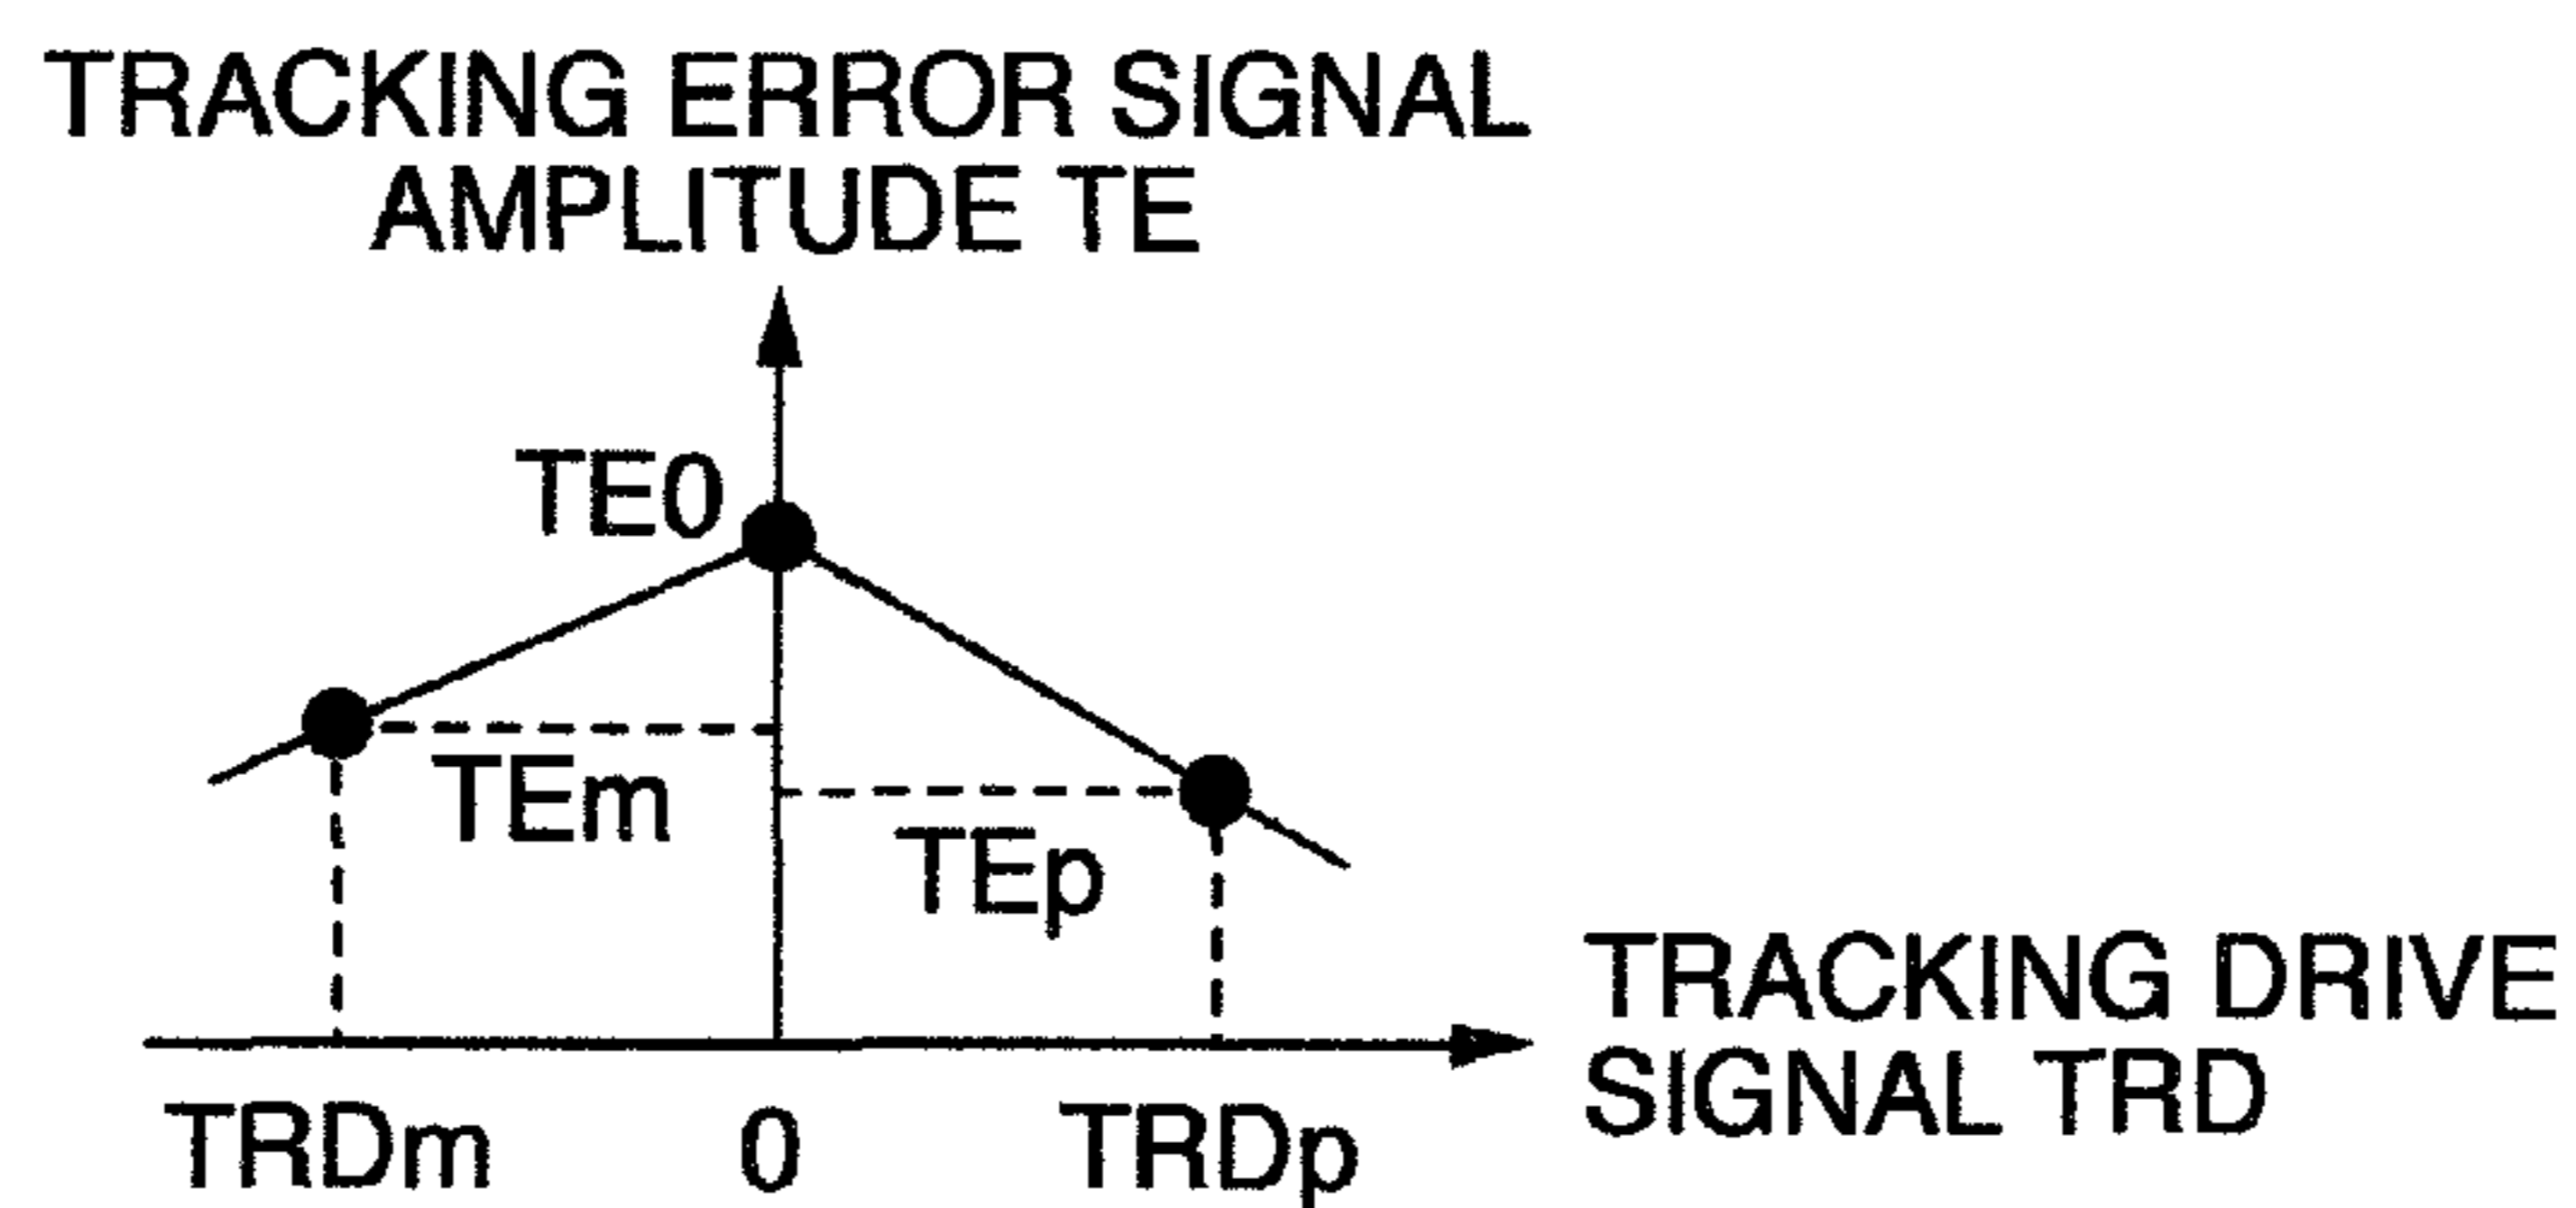 TRACKING ERROR SIGNAL
AMPLITUDE TE
TE0
TEm
TEp
TRACKING DRIVE
SIGNAL TRD
TRDm
0
TRDp